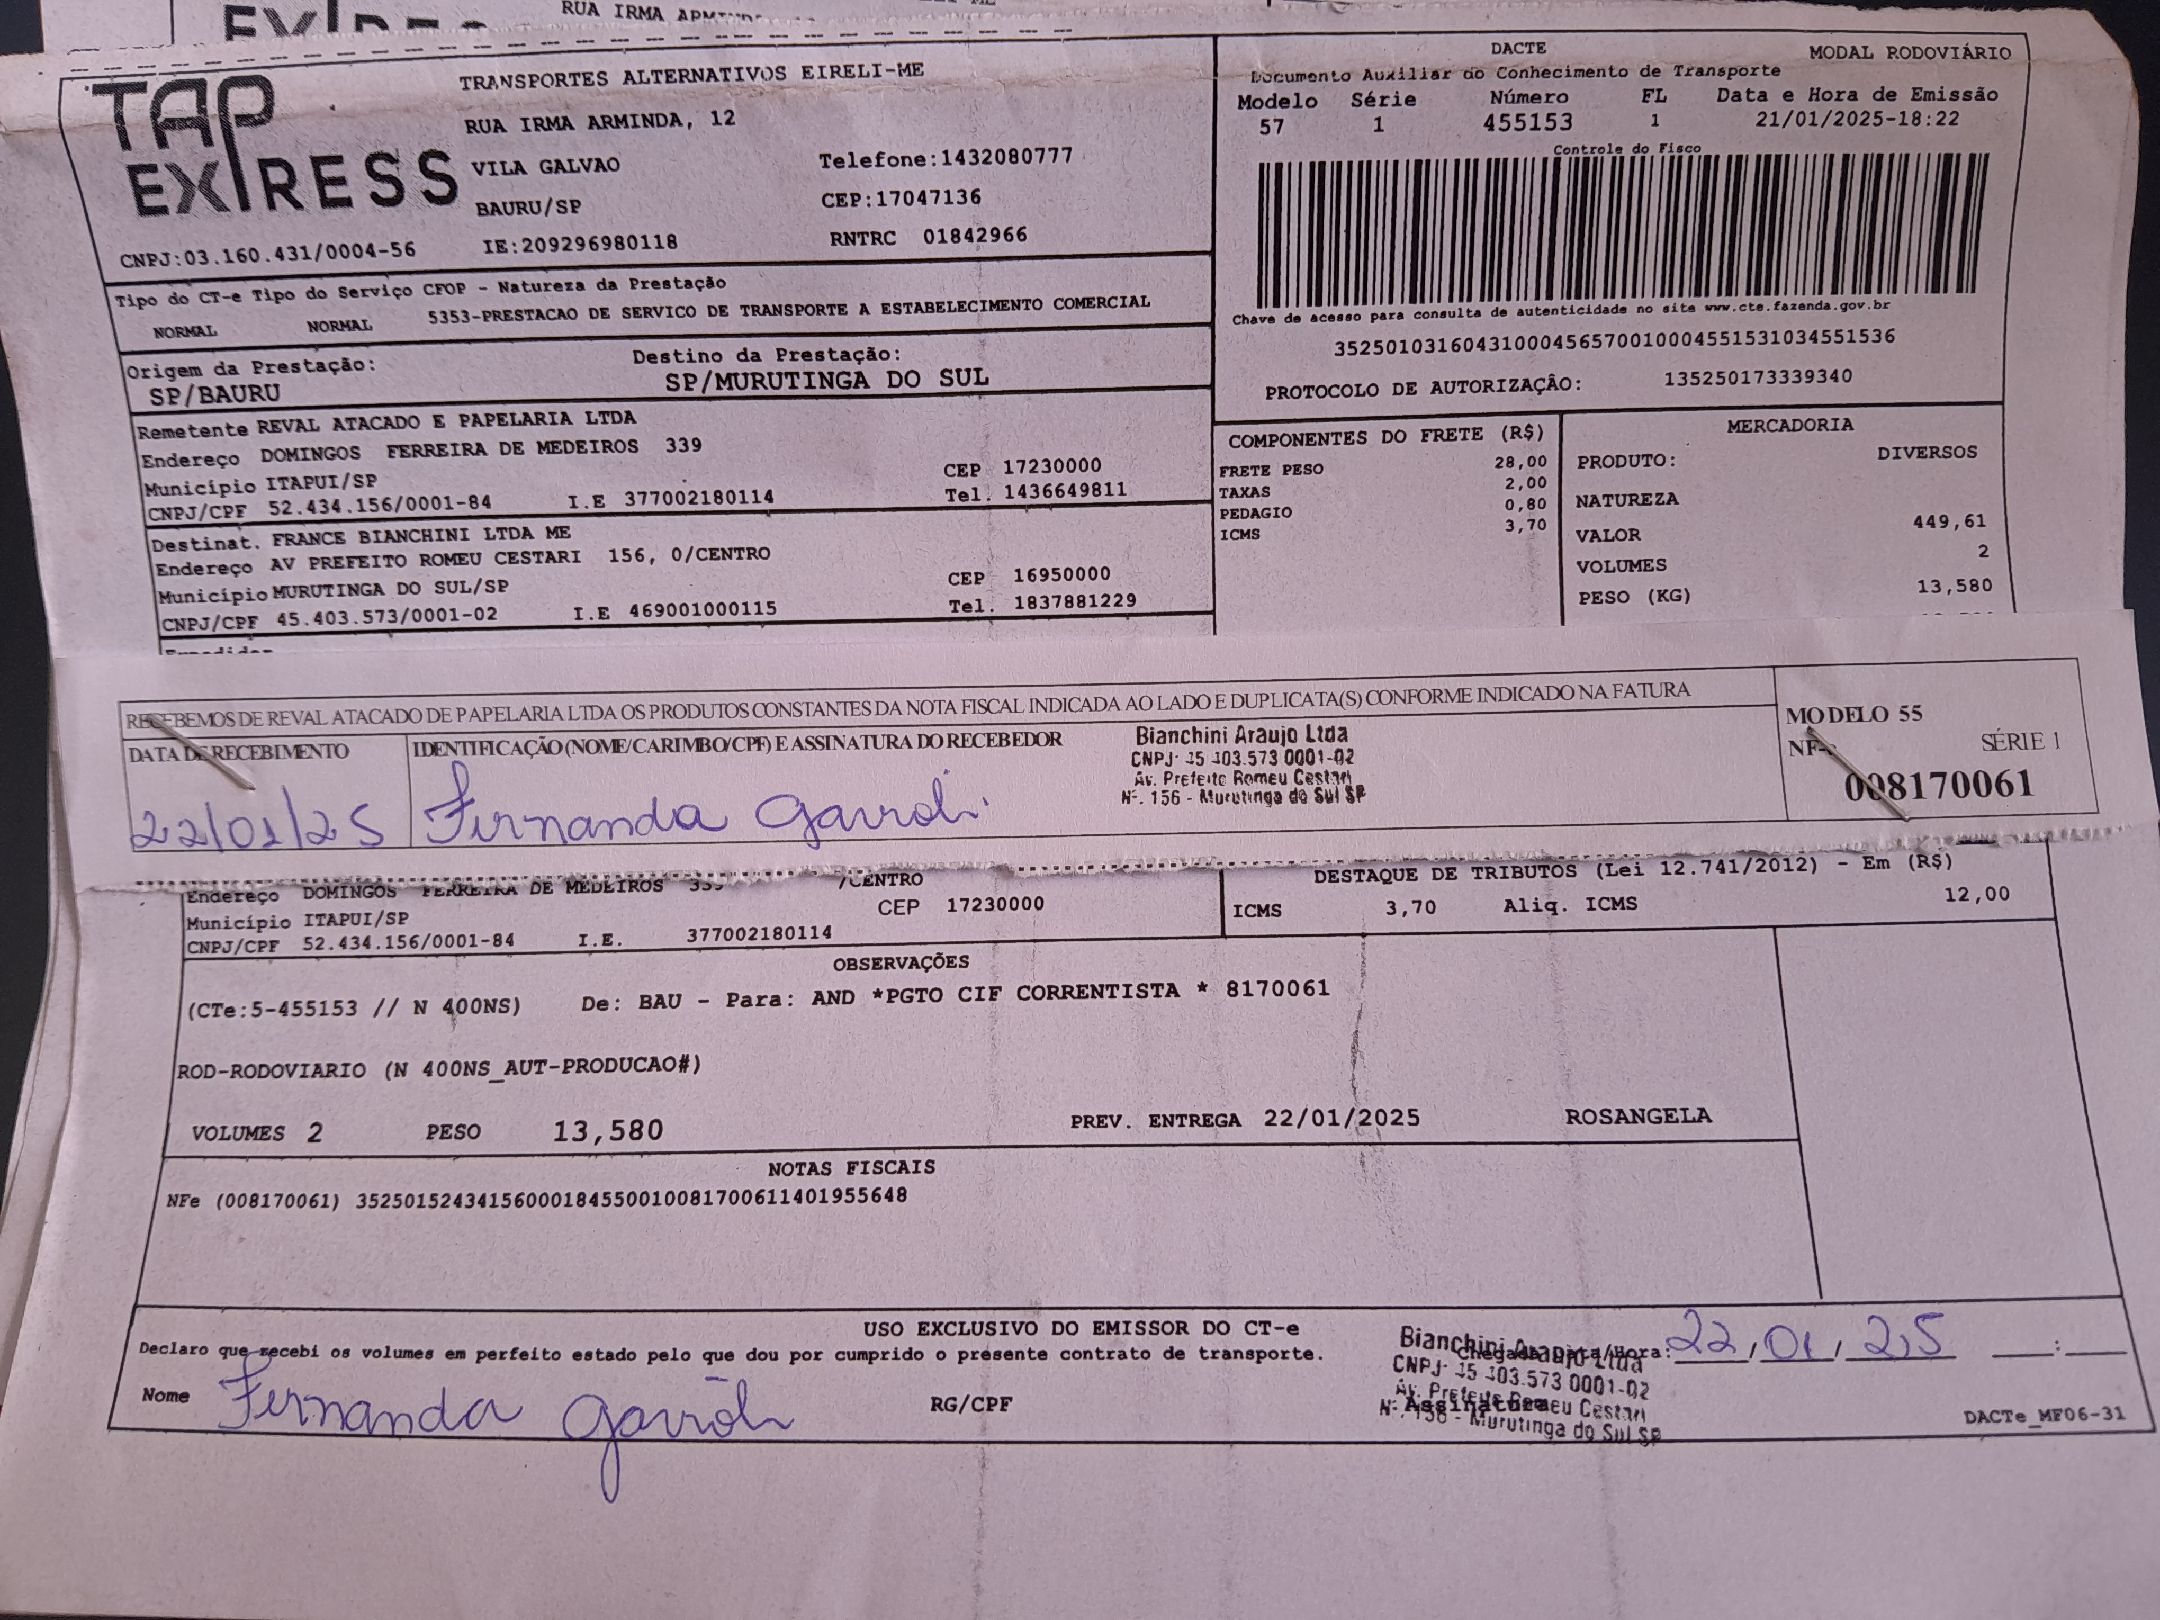 RUA IRMA
TAP EXPRESS
TRANSPORTES ALTERNATIVOS EIRELI-ME
RUA IRMA ARMINDA, 12
VILA GALVAO Telefone:1432080777
BAURU/SP CEP:17047136
CNPJ:03.160.431/0004-56 IE:209296980118 RNTRC 01842966
DACTE MODAL RODOVIÁRIO
Documento Auxiliar do Conhecimento de Transporte
Modelo Série Número FL Data e Hora de Emissão
57 1 455153 1 21/01/2025-18:22
Controle do Fisco
Chave de acesso para consulta de autenticidade no site www.cte.fazenda.gov.br
35250103160431000456570010004551531034551536
PROTOCOLO DE AUTORIZAÇÂO: 135250173339340
Tipo do CT-e Tipo do Serviço CFOP - Natureza da Prestação
NORMAL NORMAL 5353-PRESTACAO DE SERVICO DE TRANSPORTE A ESTABELECIMENTO COMERCIAL
Origem da Prestação: Destino da Prestação:
SP/BAURU SP/MURUTINGA DO SUL
Remetente REVAL ATACADO E PAPELARIA LTDA
Endereço DOMINGOS FERREIRA DE MEDEIROS 339
Município ITAPUI/SP CEP 17230000
CNPJ/CPF 52.434.156/0001-84 I.E 377002180114 Tel. 1436649811
Destinat. FRANCE BIANCHINI LTDA ME
Endereço AV PREFEITO ROMEU CESTARI 156, 0/CENTRO
Município MURUTINGA DO SUL/SP CEP 16950000
CNPJ/CPF 45.403.573/0001-02 I.E 469001000115 Tel. 1837881229
COMPONENTES DO FRETE (R$)
FRETE PESO 28,00
TAXAS 2,00
PEDAGIO 0,80
ICMS 3,70
MERCADORIA
PRODUTO: DIVERSOS
NATUREZA
VALOR 449,61
VOLUMES 2
PESO (KG) 13,580
RECEBEMOS DE REVAL ATACADO DE PAPELARIA LTDA OS PRODUTOS CONSTANTES DA NOTA FISCAL INDICADA AO LADO E DUPLICATA(S) CONFORME INDICADO NA FATURA
DATA DE RECEBIMENTO IDENTIFICAÇÃO (NOME/CARIMBO/CPF) E ASSINATURA DO RECEBEDOR
22/01/25 Fernanda
Bianchini Araujo Ltda
CNPJ: 45.403.573 0001-02
Av. Prefeito Romeu Cestari
Nº. 156 - Murutinga do Sul SP
MODELO 55
SÉRIE 1
008170061
Endereço DOMINGOS FERREIRA DE MEDEIROS 339 /CENTRO
Município ITAPUI/SP CEP 17230000
CNPJ/CPF 52.434.156/0001-84 I.E. 377002180114
DESTAQUE DE TRIBUTOS (Lei 12.741/2012) - Em (R$)
ICMS 3,70 Aliq. ICMS 12,00
OBSERVAÇÕES
(CTe:5-455153 // N 400NS) De: BAU - Para: AND *PGTO CIF CORRENTISTA * 8170061
ROD-RODOVIARIO (N 400NS_AUT-PRODUCAO#)
VOLUMES 2 PESO 13,580 PREV. ENTREGA 22/01/2025 ROSANGELA
NOTAS FISCAIS
NFe (008170061) 35250152434156000184550010081700611401955648
USO EXCLUSIVO DO EMISSOR DO CT-e
Declaro que recebi os volumes em perfeito estado pelo que dou por cumprido o presente contrato de transporte.
Chegada Data/Hora: 22/01/25 :
Nome Fernanda RG/CPF Assinatura
Bianchini Araujo Ltda
CNPJ: 45.403.573 0001-02
Av. Prefeito Romeu Cestari
Nº. 156 - Murutinga do Sul SP
DACTe_MF06-31